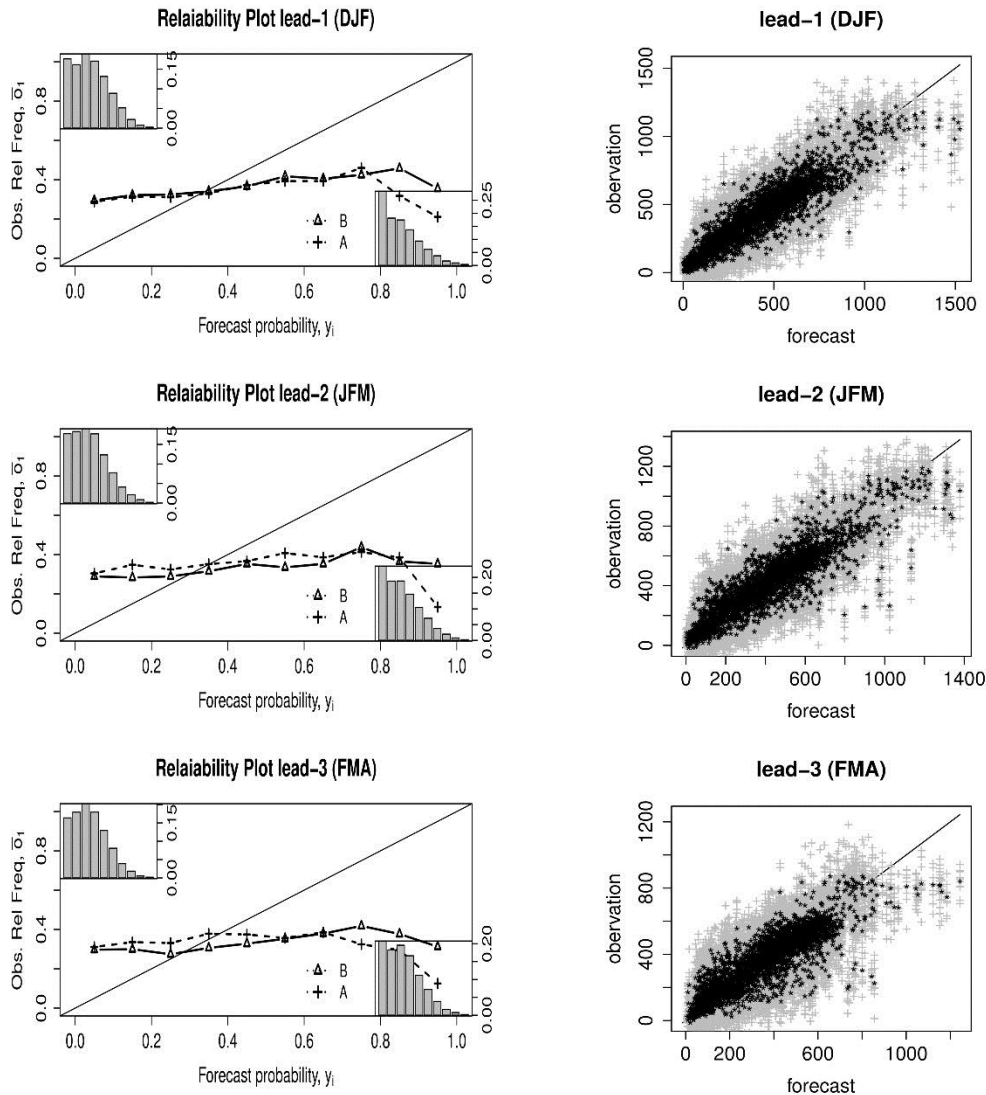 Relaiability Plot lead-1 (DJF)
Obs. Rel Freq, ō₁
0.0 0.4 0.8
0.00 0.15
B
A
0.00 0.25
0.0 0.2 0.4 0.6 0.8 1.0
Forecast probability, yᵢ
lead-1 (DJF)
obervation
0 500 1000 1500
0 500 1000 1500
forecast
Relaiability Plot lead-2 (JFM)
Obs. Rel Freq, ō₁
0.0 0.4 0.8
0.00 0.15
B
A
0.00 0.20
0.0 0.2 0.4 0.6 0.8 1.0
Forecast probability, yᵢ
lead-2 (JFM)
obervation
0 400 800 1200
0 200 600 1000 1400
forecast
Relaiability Plot lead-3 (FMA)
Obs. Rel Freq, ō₁
0.0 0.4 0.8
0.00 0.15
B
A
0.00 0.20
0.0 0.2 0.4 0.6 0.8 1.0
Forecast probability, yᵢ
lead-3 (FMA)
obervation
0 400 800 1200
0 200 600 1000
forecast